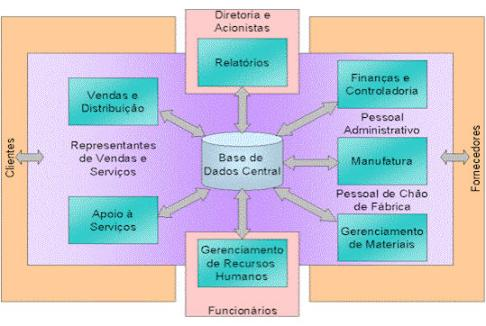 Diretoria e
Acionistas
Relatórios
Vendas e
Distribuição
Finanças e
Controladoria
Pessoal
Administrativo
Clientes
Representantes
de Vendas e
Serviços
Base de
Dados Central
Manufatura
Fornecedores
Pessoal de Chão
de Fábrica
Apoio à
Serviços
Gerenciamento
de Recursos
Humanos
Gerenciamento
de Materiais
Funcionários